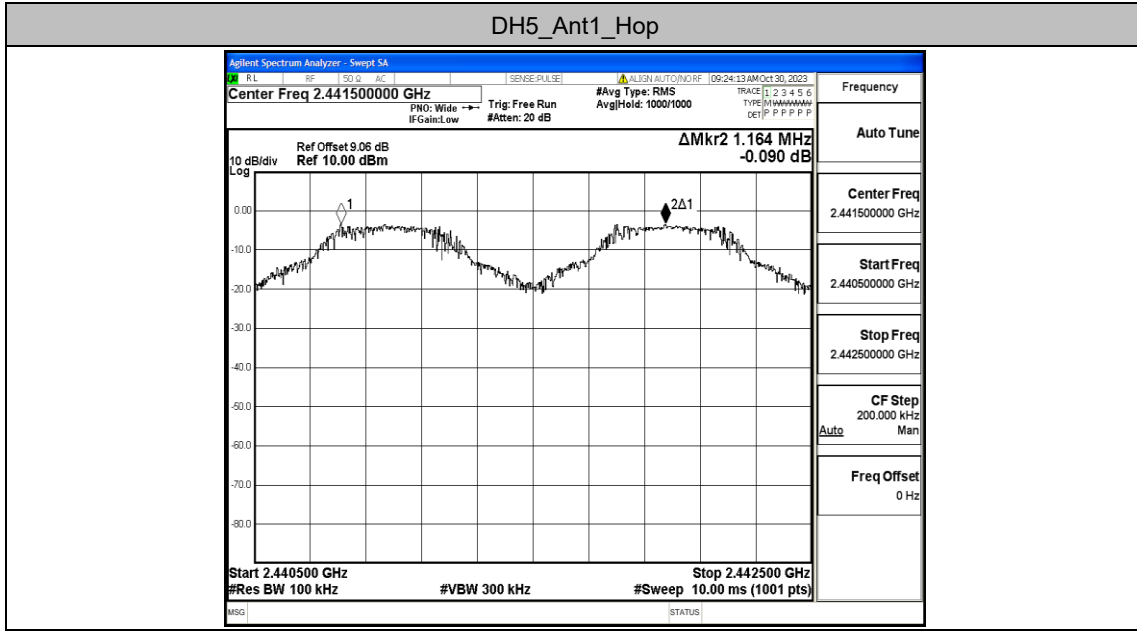 DH5_Ant1_Hop
Agilent Spectrum Analyzer - Swept SA
RL RF 50 Ω AC SENSE:PULSE ALIGN AUTO/NO RF 09:24:13 AM Oct 30, 2023
Center Freq 2.441500000 GHz
PNO: Wide
IFGain:Low
Trig: Free Run
#Atten: 20 dB
#Avg Type: RMS
Avg|Hold: 1000/1000
TRACE 1 2 3 4 5 6
TYPE M
DET P P P P P P
Ref Offset 9.06 dB
10 dB/div Ref 10.00 dBm
Log
ΔMkr2 1.164 MHz
-0.090 dB
1
2Δ1
0.00
-10.0
-20.0
-30.0
-40.0
-50.0
-60.0
-70.0
-80.0
Start 2.440500 GHz Stop 2.442500 GHz
#Res BW 100 kHz #VBW 300 kHz #Sweep 10.00 ms (1001 pts)
MSG STATUS
Frequency
Auto Tune
Center Freq
2.441500000 GHz
Start Freq
2.440500000 GHz
Stop Freq
2.442500000 GHz
CF Step
200.000 kHz
Auto Man
Freq Offset
0 Hz